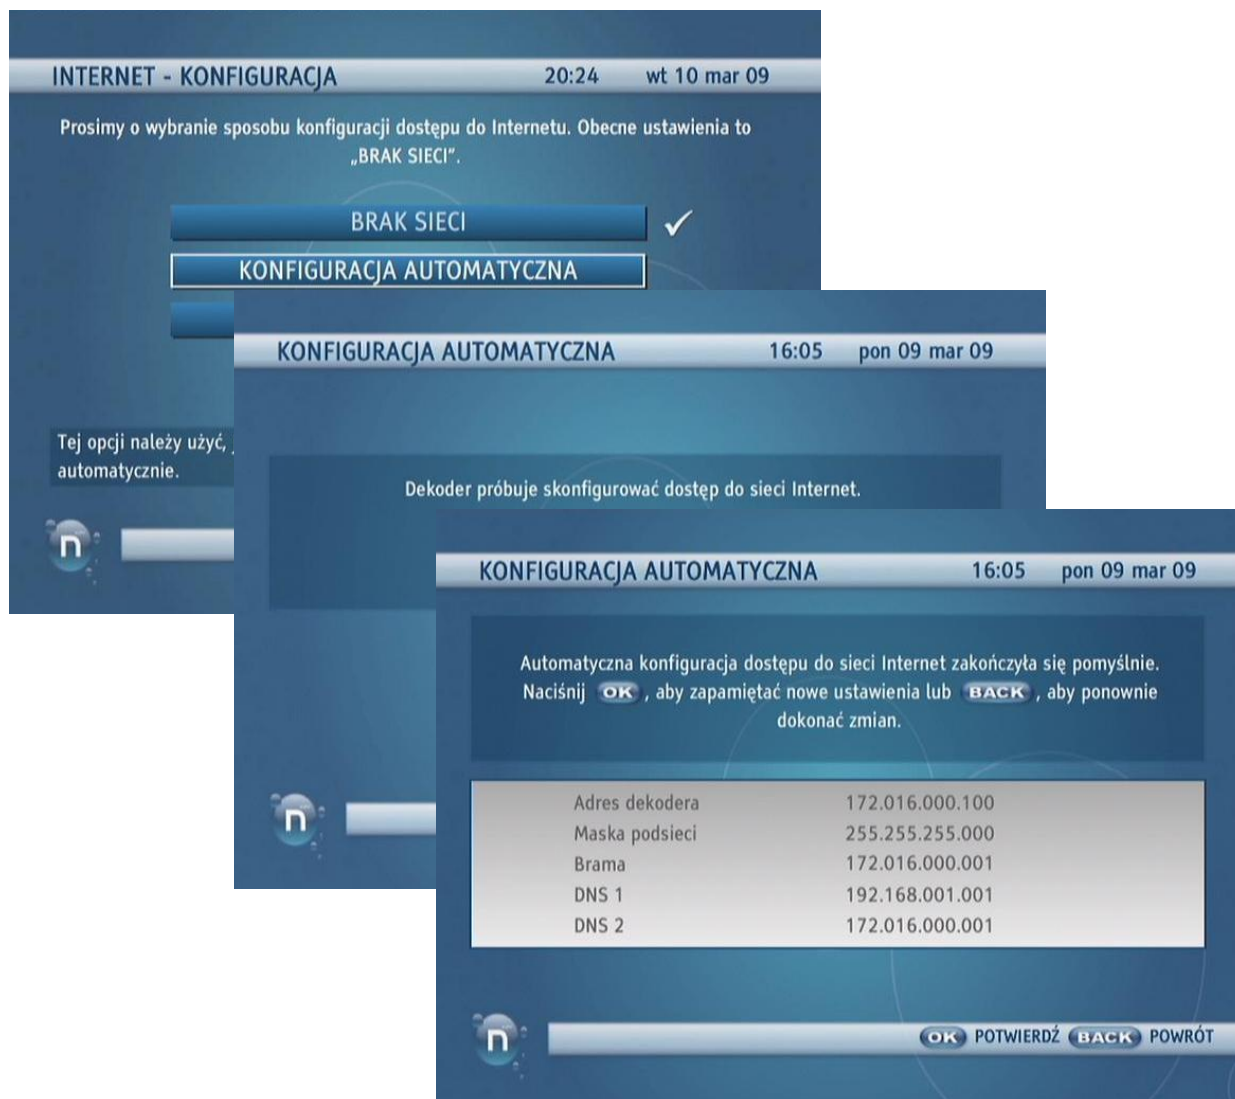 INTERNET - KONFIGURACJA 20:24 wt 10 mar 09
Prosimy o wybranie sposobu konfiguracji dostępu do Internetu. Obecne ustawienia to
„BRAK SIECI”.
BRAK SIECI
KONFIGURACJA AUTOMATYCZNA
Tej opcji należy użyć,
automatycznie.
n
KONFIGURACJA AUTOMATYCZNA 16:05 pon 09 mar 09
Dekoder próbuje skonfigurować dostęp do sieci Internet.
n
KONFIGURACJA AUTOMATYCZNA 16:05 pon 09 mar 09
Automatyczna konfiguracja dostępu do sieci Internet zakończyła się pomyślnie.
Naciśnij OK , aby zapamiętać nowe ustawienia lub BACK , aby ponownie
dokonać zmian.
Adres dekodera 172.016.000.100
Maska podsieci 255.255.255.000
Brama 172.016.000.001
DNS 1 192.168.001.001
DNS 2 172.016.000.001
n
OK POTWIERDŹ BACK POWRÓT